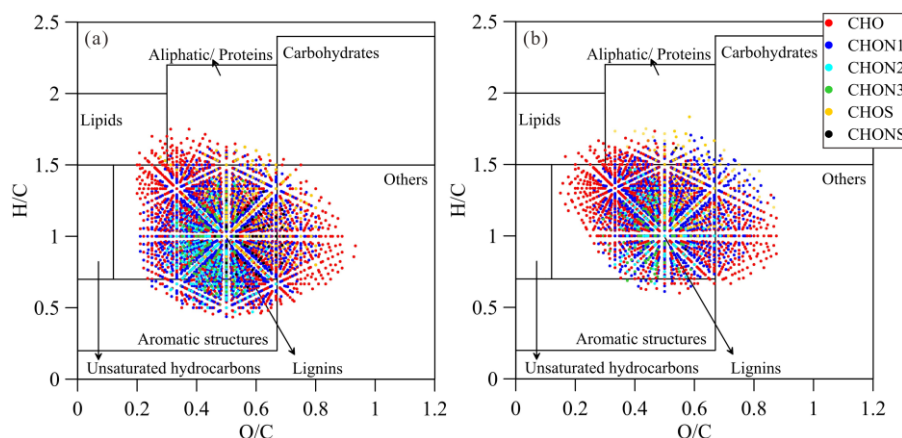 (a)
Aliphatic/ Proteins
Carbohydrates
Lipids
Others
Aromatic structures
Unsaturated hydrocarbons
Lignins
H/C
2.5
2
1.5
1
0.5
0
0 0.2 0.4 0.6 0.8 1 1.2
O/C
(b)
Aliphatic/ Proteins
Carbohydrates
Lipids
Others
Aromatic structures
Unsaturated hydrocarbons
Lignins
H/C
2.5
2
1.5
1
0.5
0
0 0.2 0.4 0.6 0.8 1 1.2
O/C
CHO
CHON1
CHON2
CHON3
CHOS
CHONS